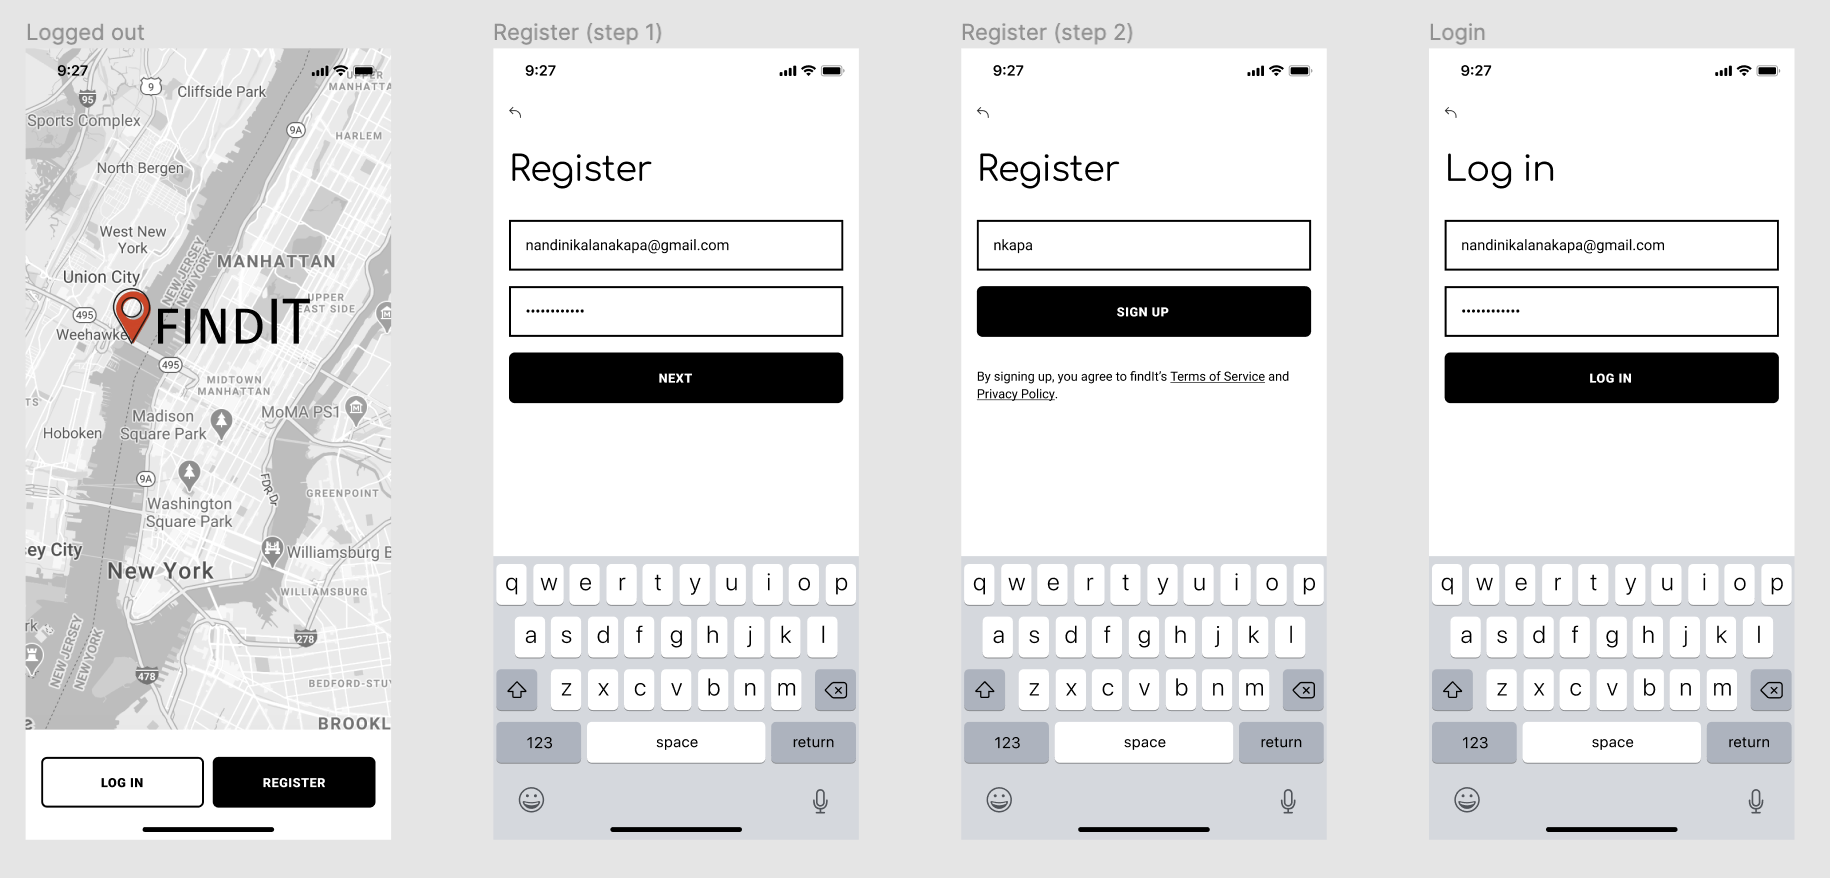 Logged out
9:27
UPPER
MANHATTA
9
Cliffside Park
95
Sports Complex
9A
HARLEM
North Bergen
West New
York
NEW JERSEY
NEW YORK
MANHATTAN
Union City
UPPER
EAST SIDE
FINDIT
495
Weehawke
495
MIDTOWN
MANHATTAN
TS
Madison
Square Park
MoMA PS1
Hoboken
9A
FDR Dr
Washington
Square Park
GREENPOINT
ey City
Williamsburg B
New York
WILLIAMSBURG
rk
NEW JERSEY
NEW YORK
278
478
BEDFORD-STUY
e
BROOKL
LOG IN
REGISTER
Register (step 1)
9:27
Register
nandinikalanakapa@gmail.com
••••••••••••
NEXT
q w e r t y u i o p
a s d f g h j k l
z x c v b n m
123 space return
Register (step 2)
9:27
Register
nkapa
SIGN UP
By signing up, you agree to findIt's Terms of Service and
Privacy Policy.
q w e r t y u i o p
a s d f g h j k l
z x c v b n m
123 space return
Login
9:27
Log in
nandinikalanakapa@gmail.com
••••••••••••
LOG IN
q w e r t y u i o p
a s d f g h j k l
z x c v b n m
123 space return